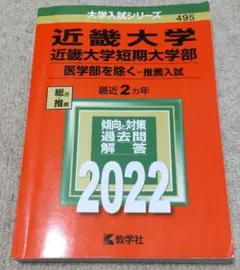 大学入試シリーズ
495
近畿大学
近畿大学短期大学部
医学部を除く-推薦入試
最近2カ年
総合
推薦
傾向と対策
過去問
解答
2022
教学社